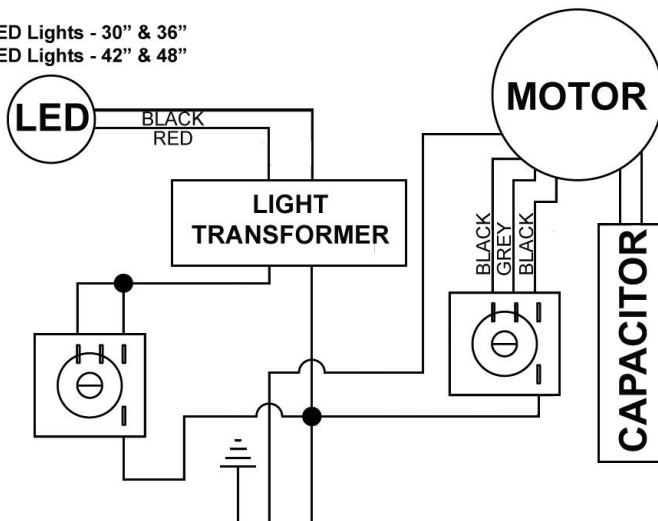 ED Lights - 30” & 36”
ED Lights - 42” & 48”
LED
BLACK
RED
MOTOR
LIGHT
TRANSFORMER
BLACK
GREY
BLACK
CAPACITOR